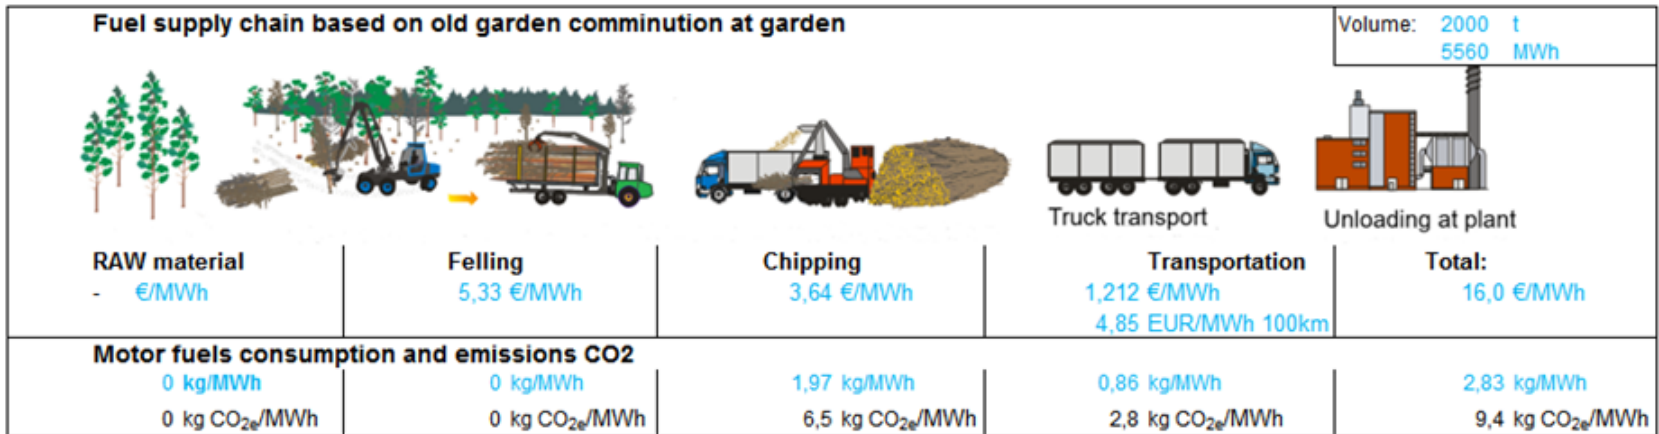 Fuel supply chain based on old garden comminution at garden
Volume: 2000 t
5560 MWh
Truck transport
Unloading at plant
RAW material Felling Chipping Transportation Total:
- €/MWh 5,33 €/MWh 3,64 €/MWh 1,212 €/MWh 16,0 €/MWh
4,85 EUR/MWh 100km
Motor fuels consumption and emissions CO2
0 kg/MWh 0 kg/MWh 1,97 kg/MWh 0,86 kg/MWh 2,83 kg/MWh
0 kg CO2e/MWh 0 kg CO2e/MWh 6,5 kg CO2e/MWh 2,8 kg CO2e/MWh 9,4 kg CO2e/MWh